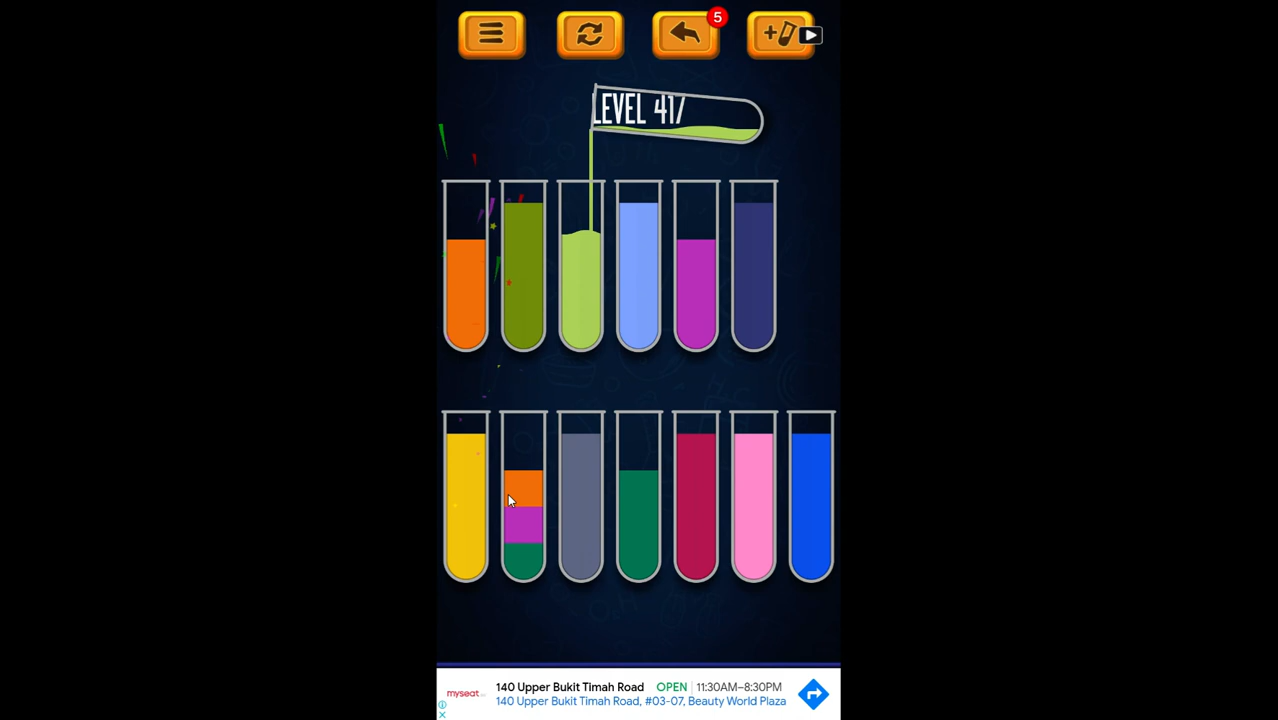 5
LEVEL 417
myseat
140 Upper Bukit Timah Road OPEN 11:30AM–8:30PM
140 Upper Bukit Timah Road, #03-07, Beauty World Plaza